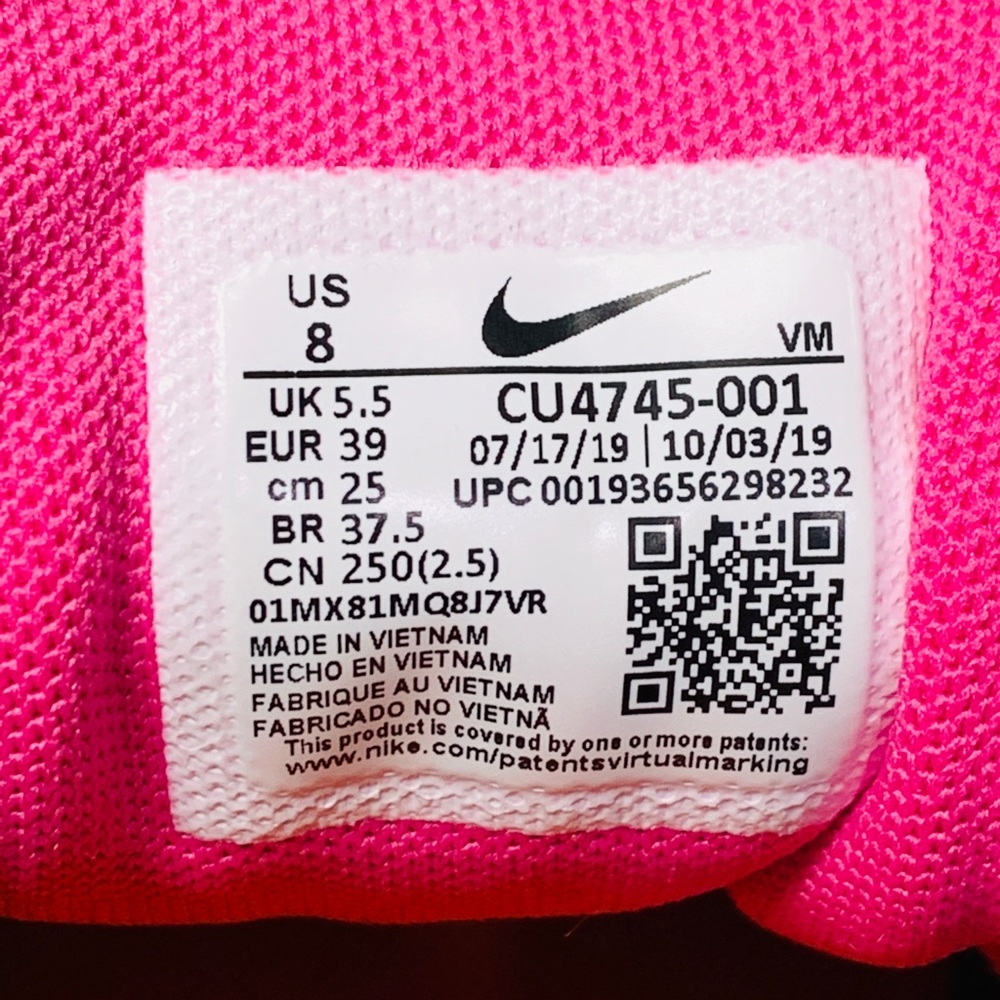 US
8
VM
UK 5.5
EUR 39
cm 25
BR 37.5
CN 250(2.5)
CU4745-001
07/17/19 | 10/03/19
UPC 00193656298232
01MX81MQ8J7VR
MADE IN VIETNAM
HECHO EN VIETNAM
FABRIQUE AU VIETNAM
FABRICADO NO VIETNÃ
This product is covered by one or more patents:
www.nike.com/patentsvirtualmarking